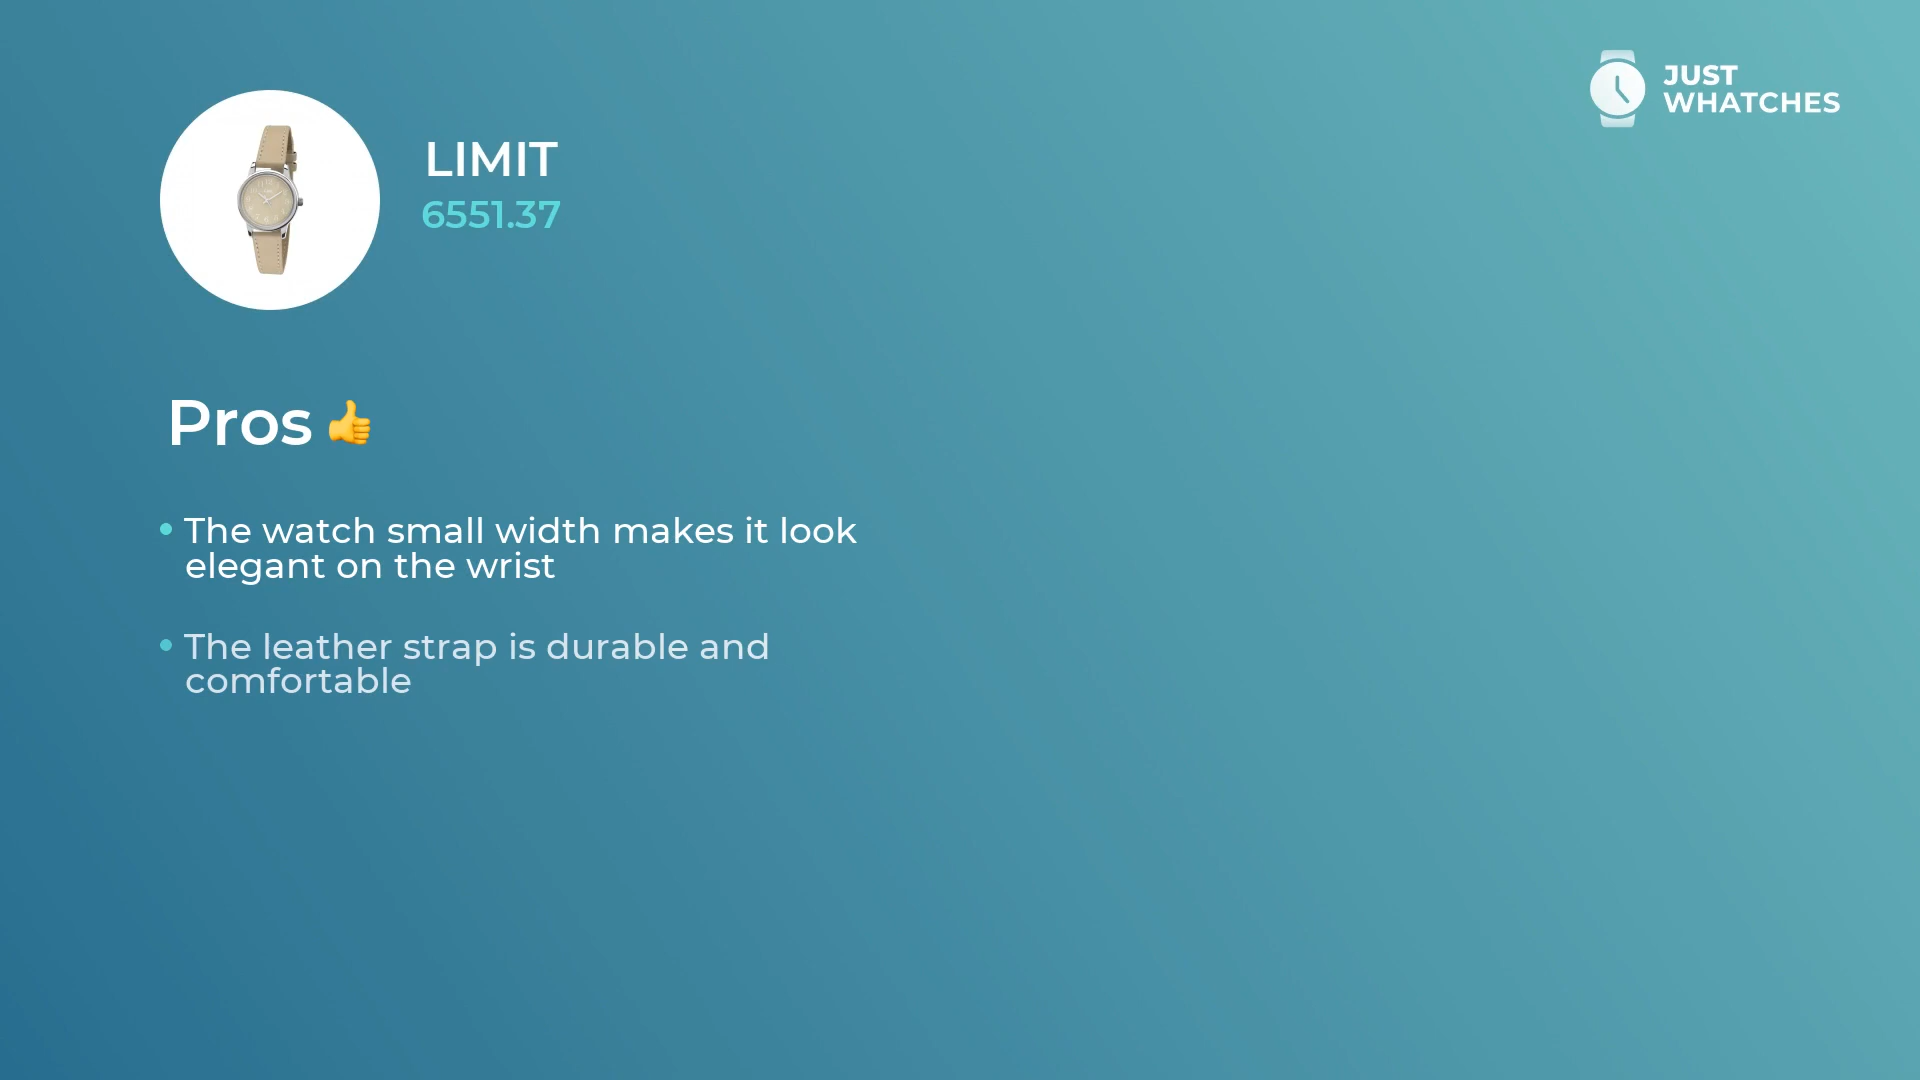 JUST
WHATCHES
LIMIT
6551.37
Pros 👍
• The watch small width makes it look
elegant on the wrist
• The leather strap is durable and
comfortable